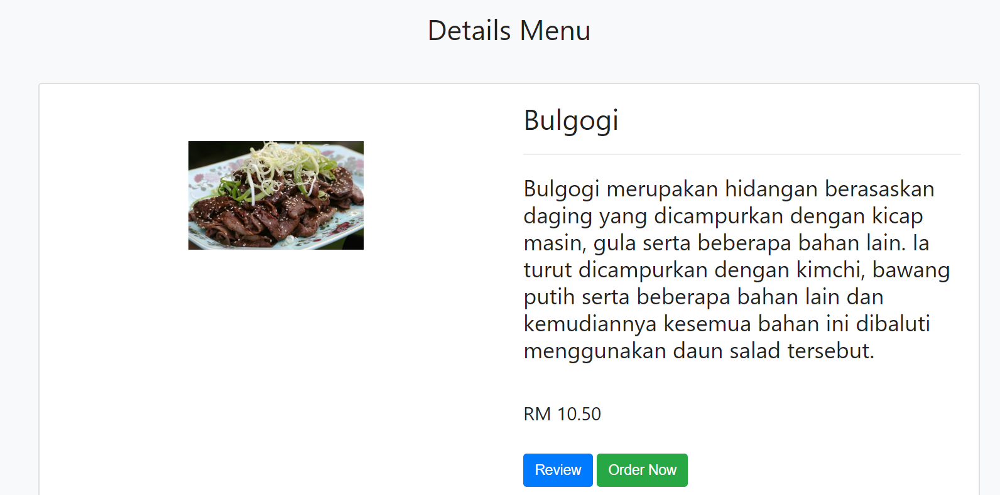 Details Menu
Bulgogi
Bulgogi merupakan hidangan berasaskan
daging yang dicampurkan dengan kicap
masin, gula serta beberapa bahan lain. Ia
turut dicampurkan dengan kimchi, bawang
putih serta beberapa bahan lain dan
kemudiannya kesemua bahan ini dibaluti
menggunakan daun salad tersebut.
RM 10.50
Review Order Now